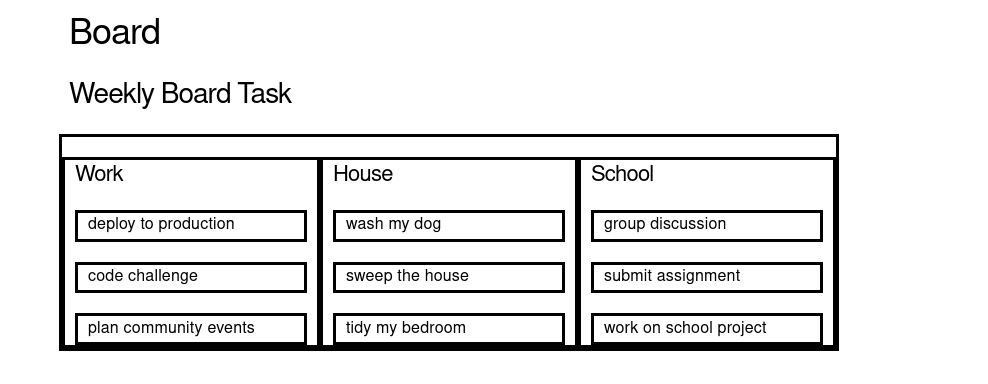 Board
Weekly Board Task
Work
deploy to production
code challenge
plan community events
House
wash my dog
sweep the house
tidy my bedroom
School
group discussion
submit assignment
work on school project